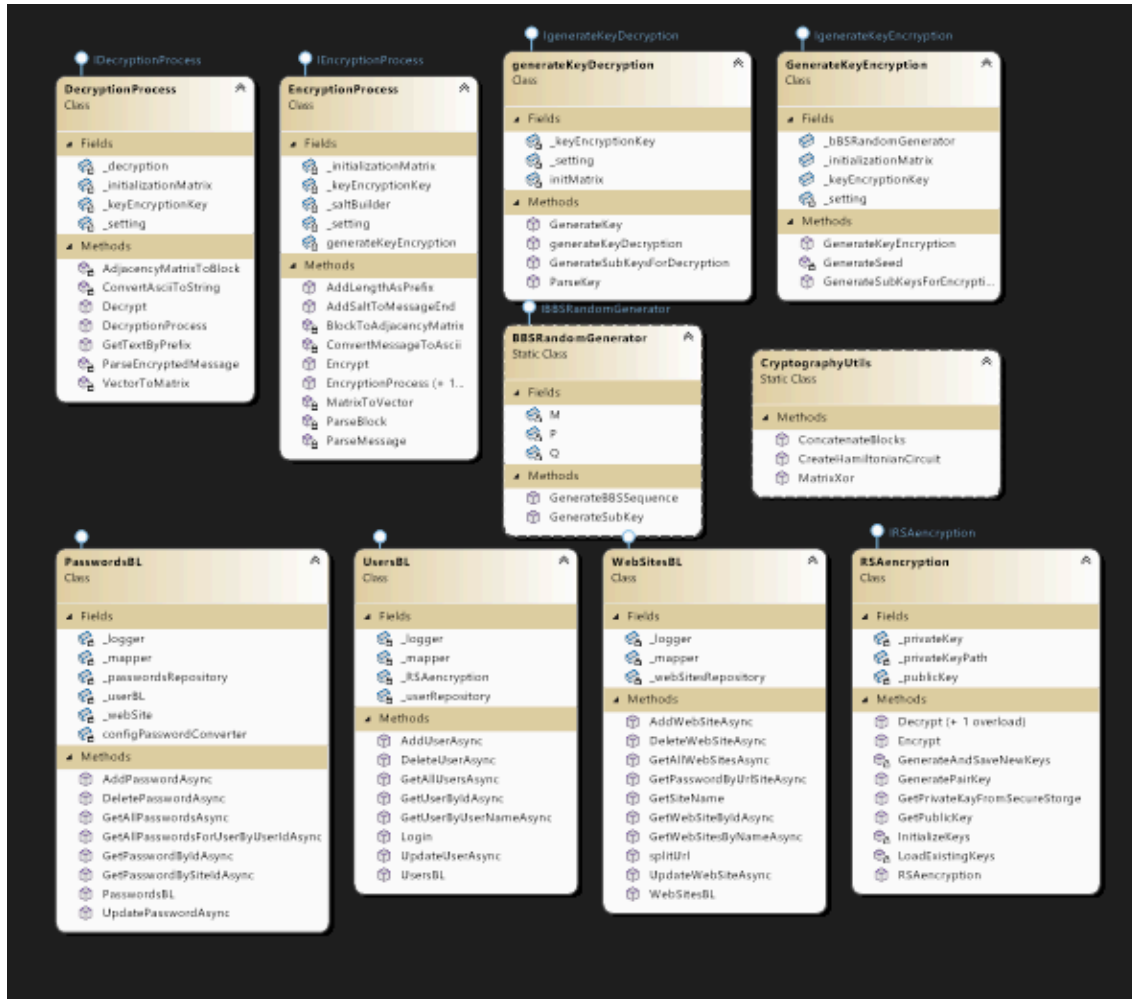 IDecryptionProcess
DecryptionProcess
Class
Fields
_decryption
_initializationMatrix
_keyEncryptionKey
_setting
Methods
AdjacencyMatrixToBlock
ConvertAsciiToString
Decrypt
DecryptionProcess
GetTextByPrefix
ParseEncryptedMessage
VectorToMatrix
IEncryptionProcess
EncryptionProcess
Class
Fields
_initializationMatrix
_keyEncryptionKey
_saltBuilder
_setting
generateKeyEncryption
Methods
AddLengthAsPrefix
AddSaltToMessageEnd
BlockToAdjacencyMatrix
ConvertMessageToAscii
Encrypt
EncryptionProcess (+ 1...
MatrixToVector
ParseBlock
ParseMessage
IgenerateKeyDecryption
generateKeyDecryption
Class
Fields
_keyEncryptionKey
_setting
initMatrix
Methods
GenerateKey
generateKeyDecryption
GenerateSubKeysForDecryption
ParseKey
IgenerateKeyEncrryption
GenerateKeyEncryption
Class
Fields
_bBSRandomGenerator
_initializationMatrix
_keyEncryptionKey
_setting
Methods
GenerateKeyEncryption
GenerateSeed
GenerateSubKeysForEncrypti...
IBBSRandomGenerator
BBSRandomGenerator
Static Class
Fields
M
P
Q
Methods
GenerateBBSSequence
GenerateSubKey
CryptographyUtils
Static Class
Methods
ConcatenateBlocks
CreateHamiltonianCircuit
MatrixXor
PasswordsBL
Class
Fields
_logger
_mapper
_passwordsRepository
_userBL
_webSite
configPasswordConverter
Methods
AddPasswordAsync
DeletePasswordAsync
GetAllPasswordsAsync
GetAllPasswordsForUserByUserIdAsync
GetPasswordByIdAsync
GetPasswordBySiteIdAsync
PasswordsBL
UpdatePasswordAsync
UsersBL
Class
Fields
_logger
_mapper
_RSAencryption
_userRepository
Methods
AddUserAsync
DeleteUserAsync
GetAllUsersAsync
GetUserByIdAsync
GetUserByUserNameAsync
Login
UpdateUserAsync
UsersBL
WebSitesBL
Class
Fields
_logger
_mapper
_webSitesRepository
Methods
AddWebSiteAsync
DeleteWebSiteAsync
GetAllWebSitesAsync
GetPasswordByUrlSiteAsync
GetSiteName
GetWebSiteByIdAsync
GetWebSitesByNameAsync
splitUrl
UpdateWebSiteAsync
WebSitesBL
IRSAencryption
RSAencryption
Class
Fields
_privateKey
_privateKeyPath
_publicKey
Methods
Decrypt (+ 1 overload)
Encrypt
GenerateAndSaveNewKeys
GeneratePairKey
GetPrivateKayFromSecureStorge
GetPublicKey
InitializeKeys
LoadExistingKeys
RSAencryption